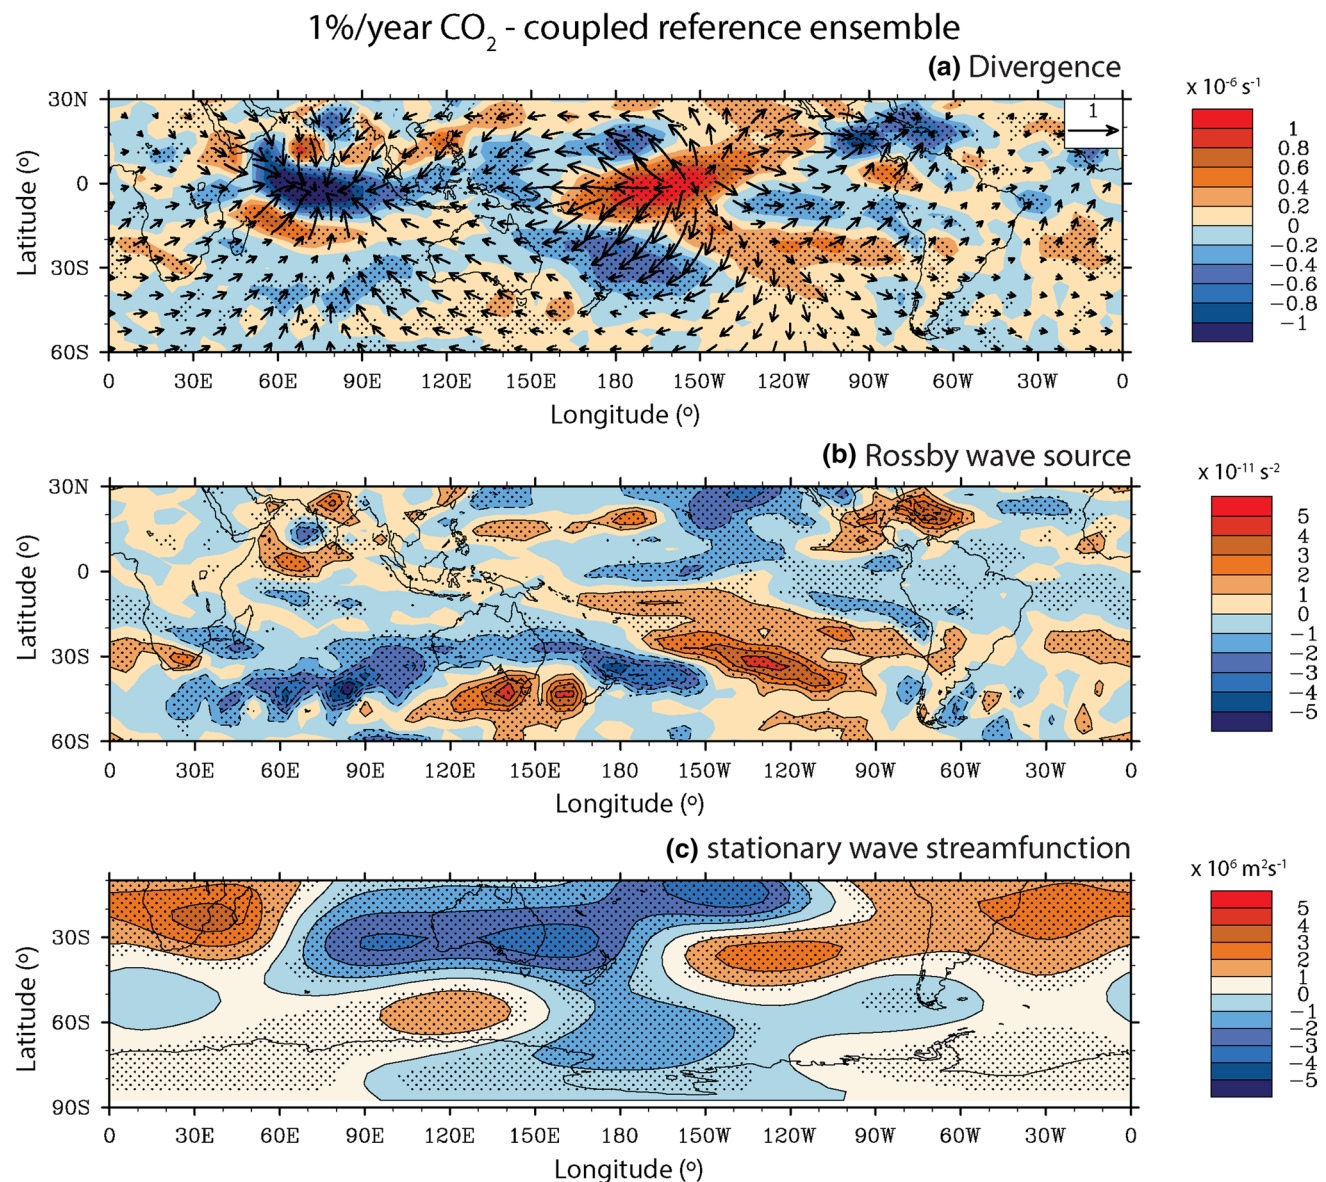 1%/year CO₂ - coupled reference ensemble
(a) Divergence
x 10⁻⁶ s⁻¹
30N
0
30S
60S
Latitude (º)
1
1
0.8
0.6
0.4
0.2
0
−0.2
−0.4
−0.6
−0.8
−1
0 30E 60E 90E 120E 150E 180 150W 120W 90W 60W 30W 0
Longitude (º)
(b) Rossby wave source
x 10⁻¹¹ s⁻²
30N
0
30S
60S
Latitude (º)
5
4
3
2
1
0
−1
−2
−3
−4
−5
0 30E 60E 90E 120E 150E 180 150W 120W 90W 60W 30W 0
Longitude (º)
(c) stationary wave streamfunction
x 10⁶ m²s⁻¹
30S
60S
90S
Latitude (º)
5
4
3
2
1
0
−1
−2
−3
−4
−5
0 30E 60E 90E 120E 150E 180 150W 120W 90W 60W 30W 0
Longitude (º)